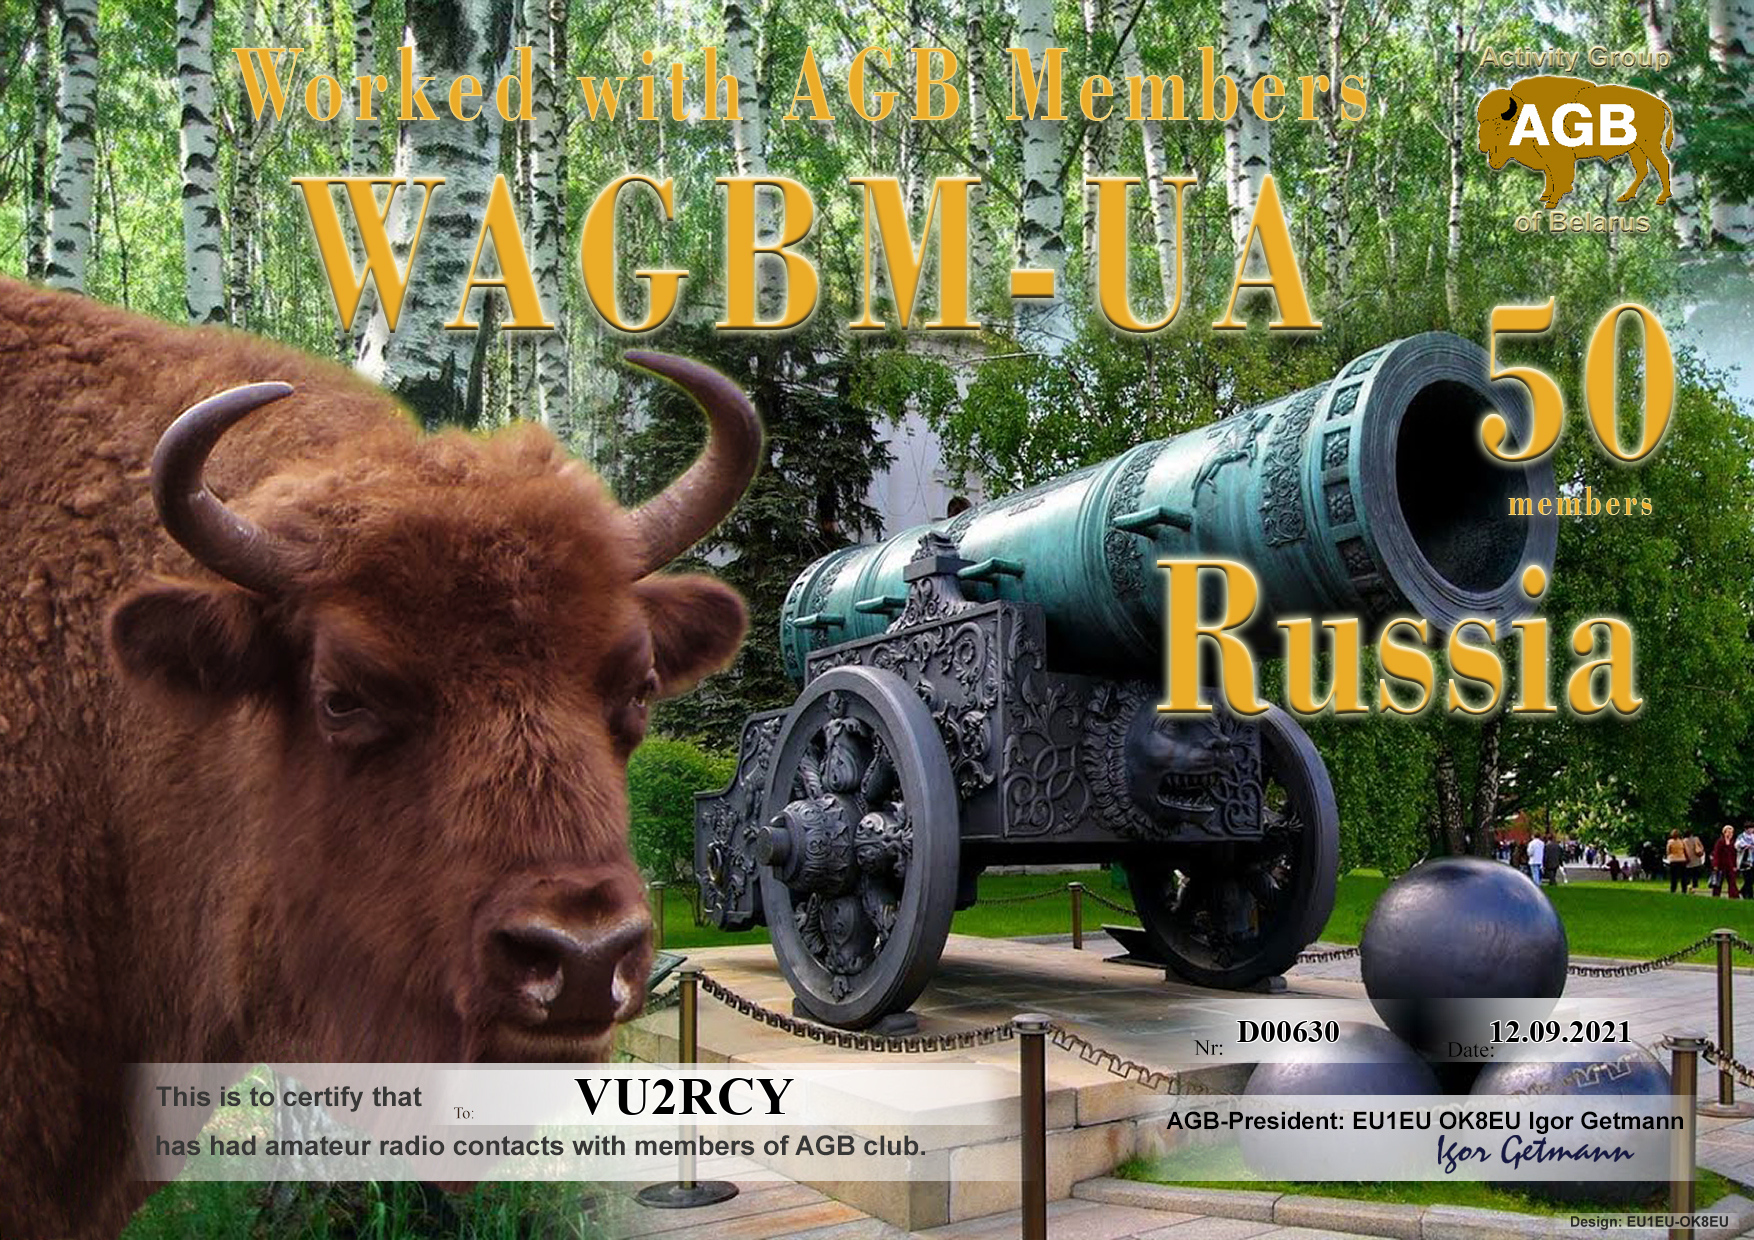 Worked with AGB Members
Activity Group
AGB
of Belarus
WAGBM-UA
50
members
Russia
Nr: D00630
Date: 12.09.2021
This is to certify that
To: VU2RCY
has had amateur radio contacts with members of AGB club.
AGB-President: EU1EU OK8EU Igor Getmann
Igor Getmann
Design: EU1EU-OK8EU